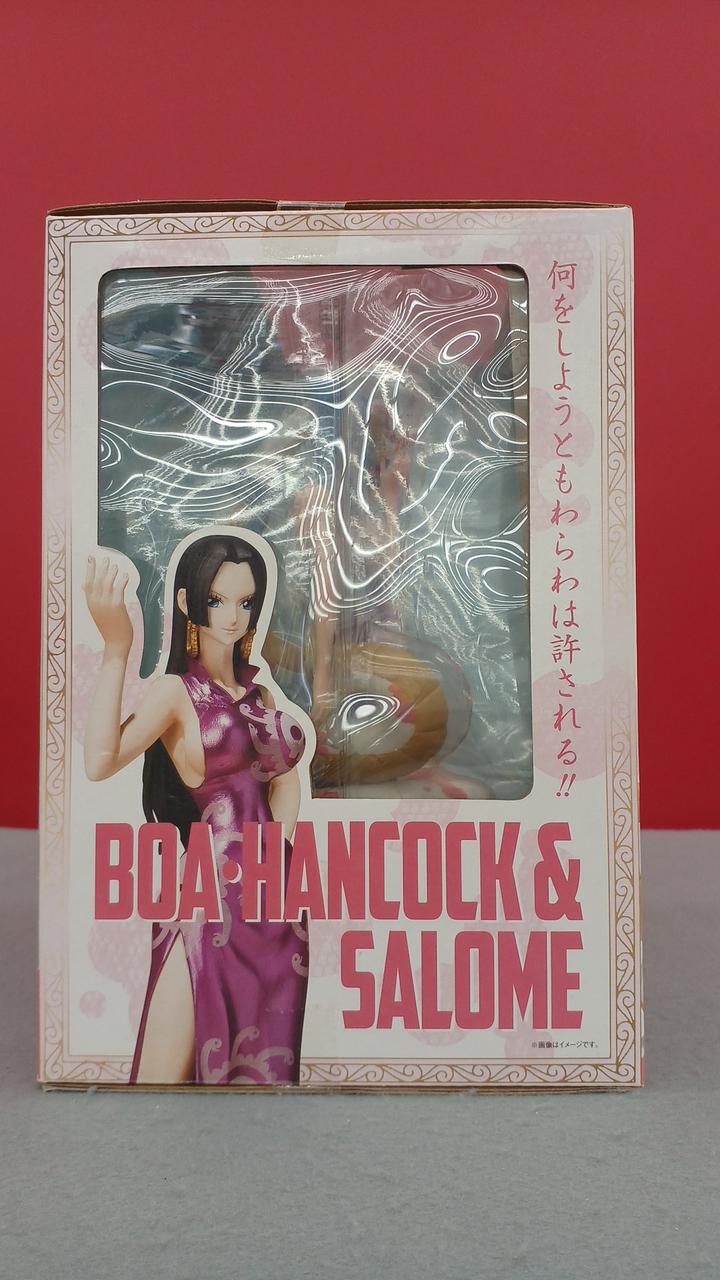 何をしようともわらわは許される!!
BOA・HANCOCK &
SALOME
※画像はイメージです。